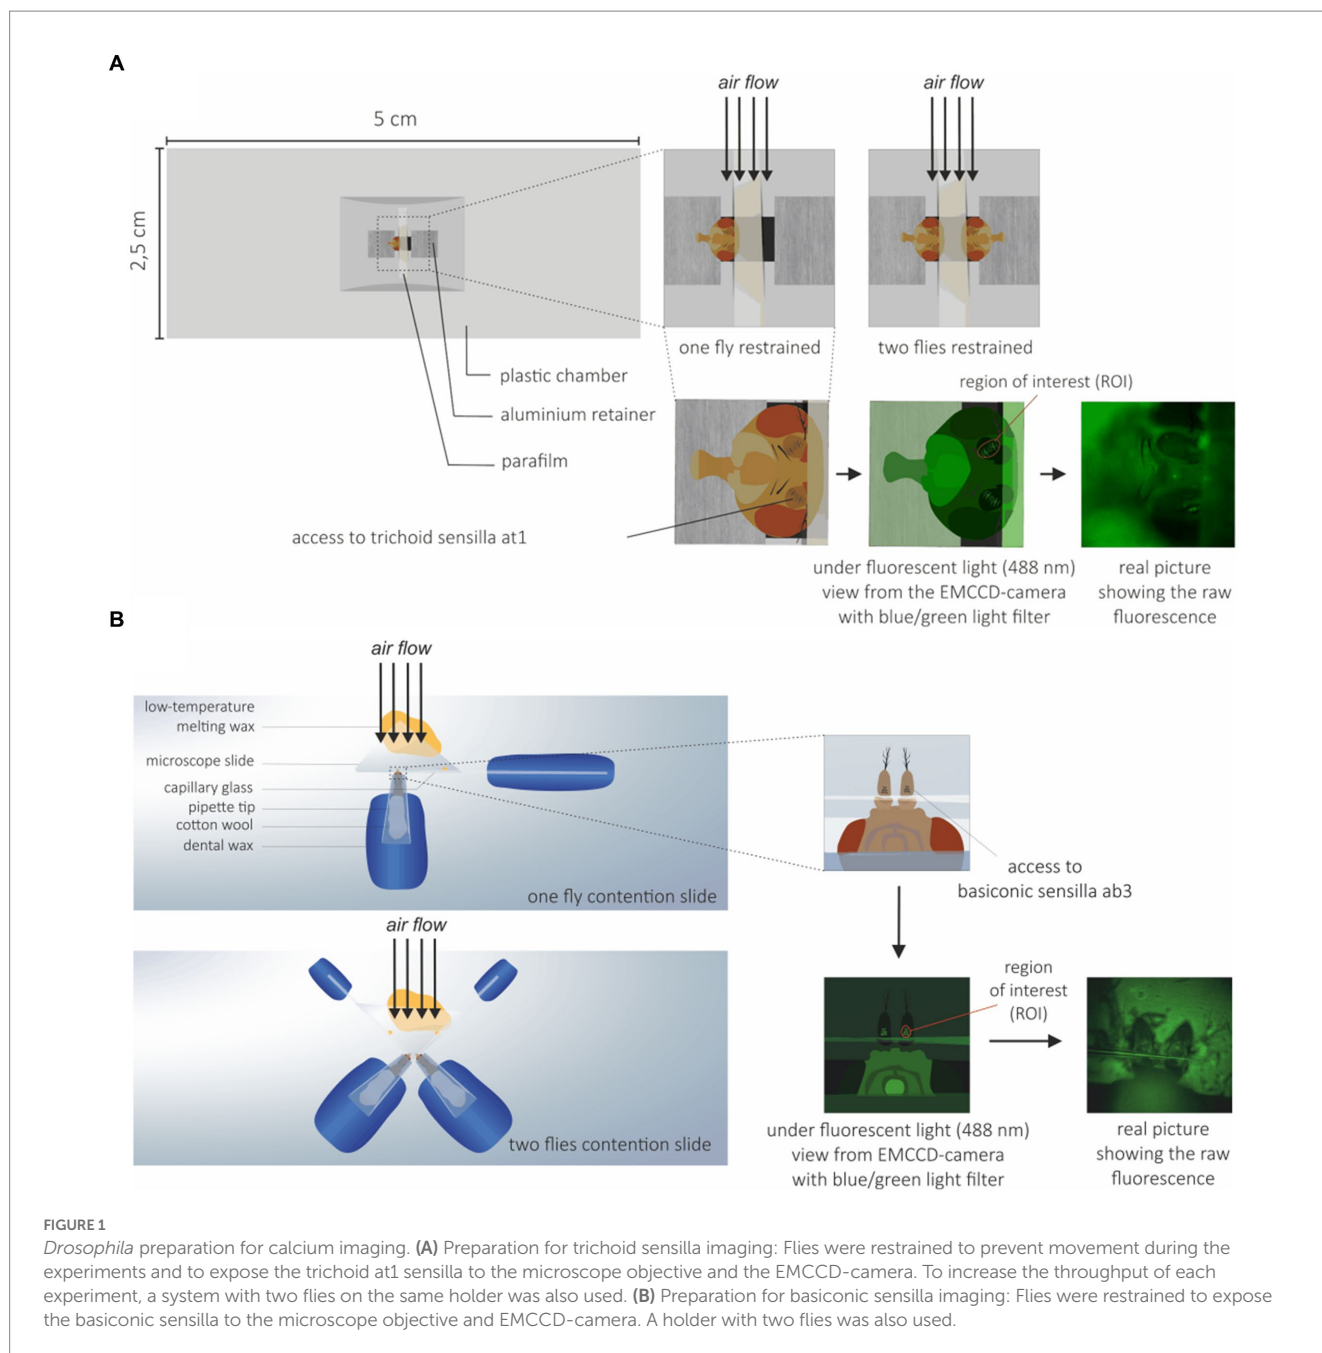 A
air flow
air flow
5 cm
2,5 cm
one fly restrained
two flies restrained
plastic chamber
aluminium retainer
parafilm
region of interest (ROI)
access to trichoid sensilla at1
under fluorescent light (488 nm)
view from the EMCCD-camera
with blue/green light filter
real picture
showing the raw
fluorescence
B
air flow
low-temperature
melting wax
microscope slide
capillary glass
pipette tip
cotton wool
dental wax
one fly contention slide
access to
basiconic sensilla ab3
air flow
two flies contention slide
region
of interest
(ROI)
under fluorescent light (488 nm)
view from EMCCD-camera
with blue/green light filter
real picture
showing the raw
fluorescence
FIGURE 1
Drosophila preparation for calcium imaging. (A) Preparation for trichoid sensilla imaging: Flies were restrained to prevent movement during the
experiments and to expose the trichoid at1 sensilla to the microscope objective and the EMCCD-camera. To increase the throughput of each
experiment, a system with two flies on the same holder was also used. (B) Preparation for basiconic sensilla imaging: Flies were restrained to expose
the basiconic sensilla to the microscope objective and EMCCD-camera. A holder with two flies was also used.